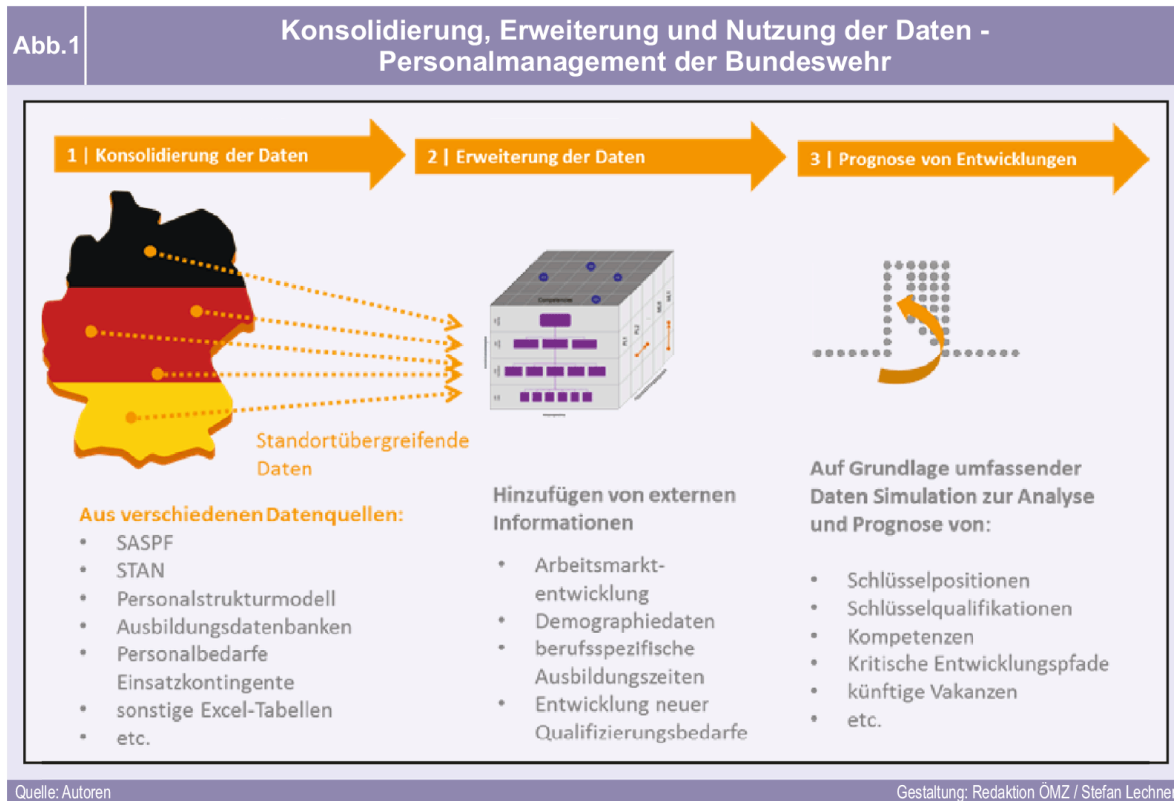 Abb.1
Konsolidierung, Erweiterung und Nutzung der Daten -
Personalmanagement der Bundeswehr
1 | Konsolidierung der Daten
2 | Erweiterung der Daten
3 | Prognose von Entwicklungen
Competencies
PL1
PL2
Standortübergreifende
Daten
Aus verschiedenen Datenquellen:
• SASPF
• STAN
• Personalstrukturmodell
• Ausbildungsdatenbanken
• Personalbedarfe
Einsatzkontingente
• sonstige Excel-Tabellen
• etc.
Hinzufügen von externen
Informationen
• Arbeitsmarkt-
entwicklung
• Demographiedaten
• berufsspezifische
Ausbildungszeiten
• Entwicklung neuer
Qualifizierungsbedarfe
Auf Grundlage umfassender
Daten Simulation zur Analyse
und Prognose von:
• Schlüsselpositionen
• Schlüsselqualifikationen
• Kompetenzen
• Kritische Entwicklungspfade
• künftige Vakanzen
• etc.
Quelle: Autoren
Gestaltung: Redaktion ÖMZ / Stefan Lechner